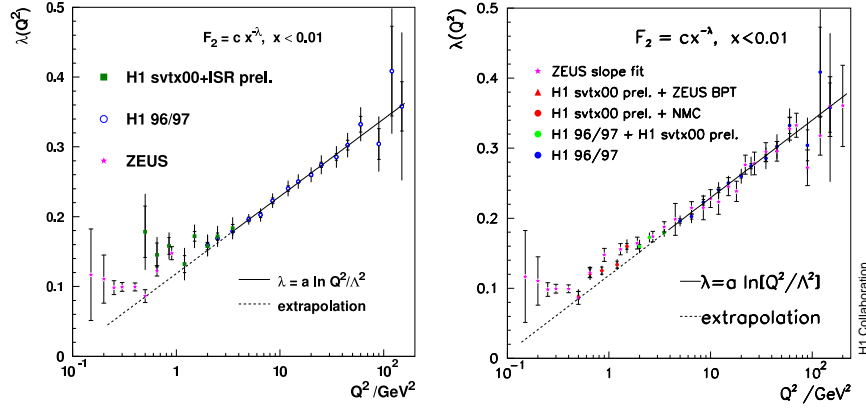 λ(Q²)
F₂ = c x^-λ, x < 0.01
H1 svtx00+ISR prel.
H1 96/97
ZEUS
λ = a ln Q²/Λ²
extrapolation
0.4
0.3
0.2
0.1
0
10⁻¹ 1 10 10²
Q² /GeV²
λ(Q²)
F₂ = cx^-λ, x<0.01
ZEUS slope fit
H1 svtx00 prel. + ZEUS BPT
H1 svtx00 prel. + NMC
H1 96/97 + H1 svtx00 prel.
H1 96/97
λ=a ln[Q²/Λ²]
extrapolation
0.4
0.3
0.2
0.1
0
10⁻¹ 1 10 10²
Q² /GeV²
H1 Collaboration